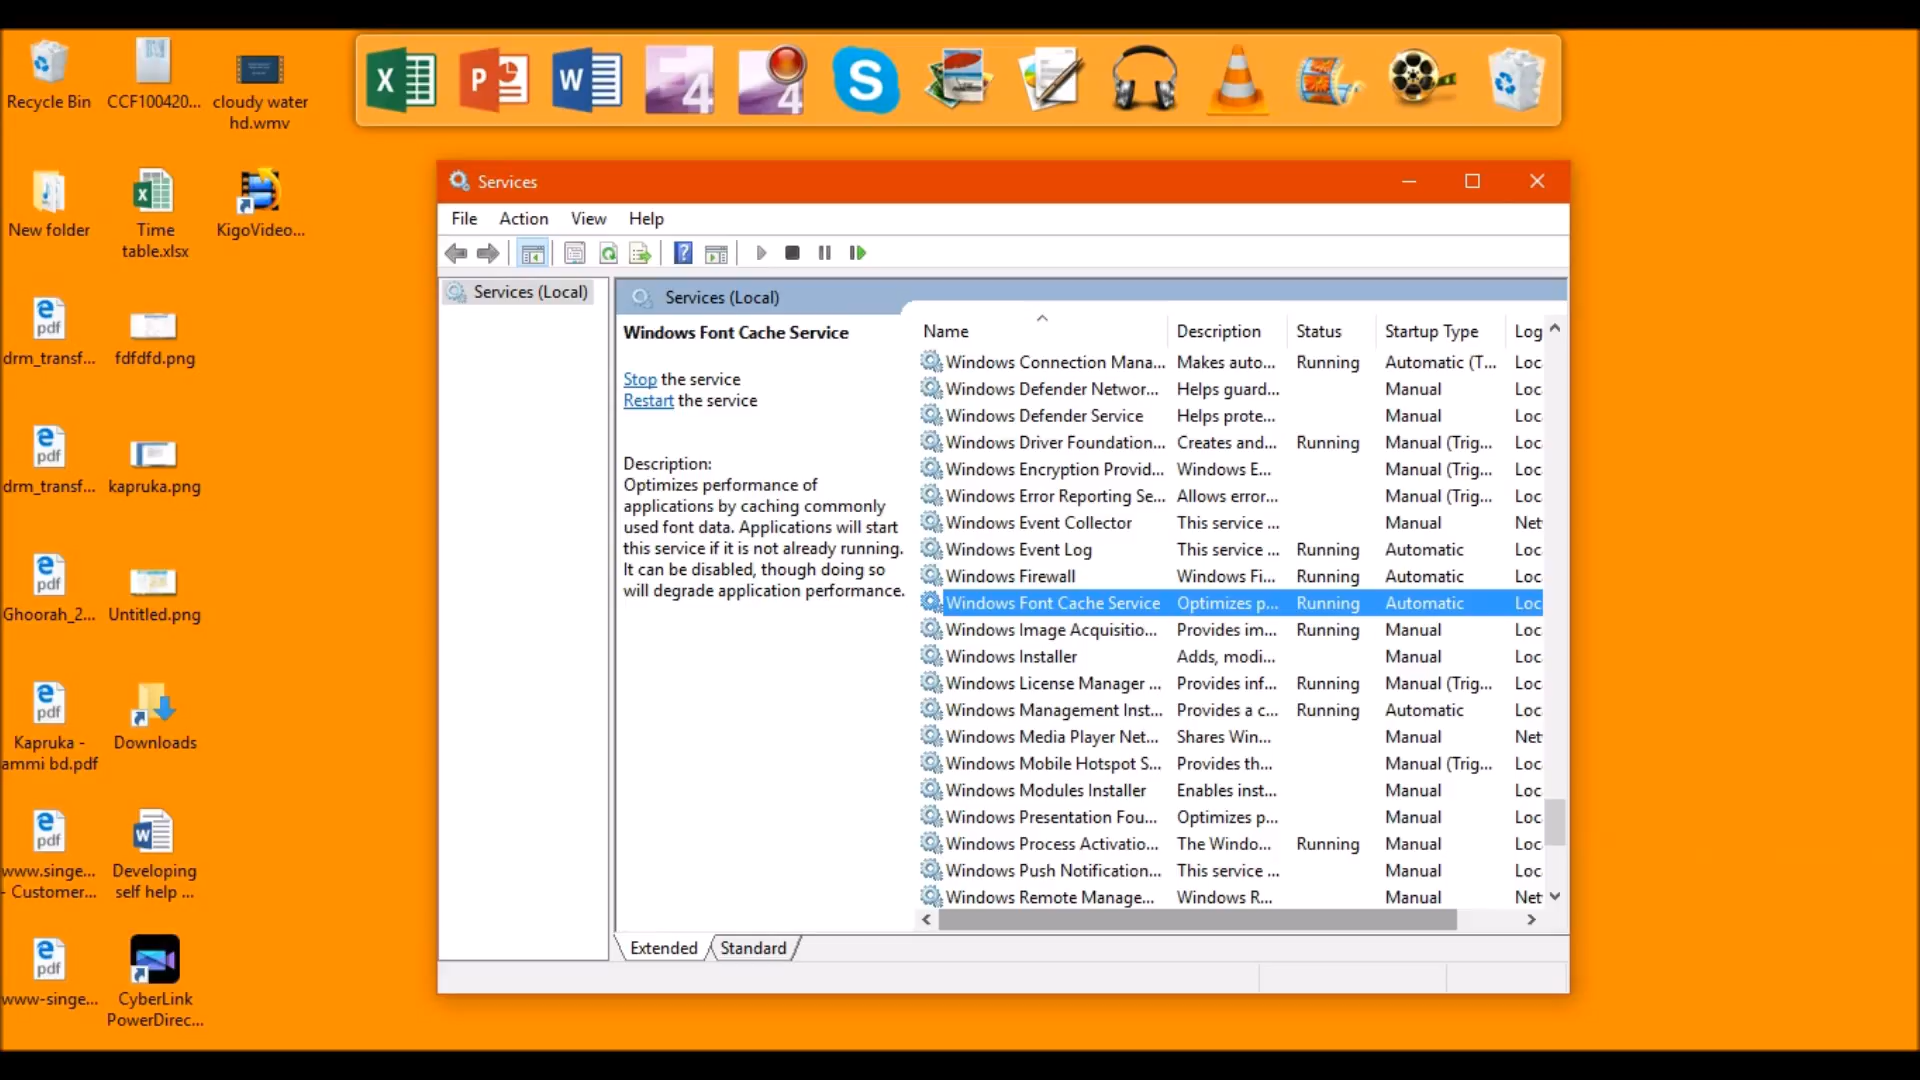 Recycle Bin
CCF100420...
cloudy water
hd.wmv
New folder
Time
table.xlsx
KigoVideo...
pdf
drm_transf...
fdfdfd.png
pdf
drm_transf...
kapruka.png
pdf
Ghoorah_2...
Untitled.png
pdf
Kapruka -
ammi bd.pdf
Downloads
pdf
www.singe...
- Customer...
Developing
self help ...
pdf
www-singe...
CyberLink
PowerDirec...
X
P
W
4
4
S
Services
File Action View Help
Services (Local)
Services (Local)
Windows Font Cache Service
Stop the service
Restart the service
Description:
Optimizes performance of
applications by caching commonly
used font data. Applications will start
this service if it is not already running.
It can be disabled, though doing so
will degrade application performance.
Name Description Status Startup Type Log
Windows Connection Mana... Makes auto... Running Automatic (T... Loc
Windows Defender Networ... Helps guard... Manual Loc
Windows Defender Service Helps prote... Manual Loc
Windows Driver Foundation... Creates and... Running Manual (Trig... Loc
Windows Encryption Provid... Windows E... Manual (Trig... Loc
Windows Error Reporting Se... Allows error... Manual (Trig... Loc
Windows Event Collector This service ... Manual Net
Windows Event Log This service ... Running Automatic Loc
Windows Firewall Windows Fi... Running Automatic Loc
Windows Font Cache Service Optimizes p... Running Automatic Loc
Windows Image Acquisitio... Provides im... Running Manual Loc
Windows Installer Adds, modi... Manual Loc
Windows License Manager ... Provides inf... Running Manual (Trig... Loc
Windows Management Inst... Provides a c... Running Automatic Loc
Windows Media Player Net... Shares Win... Manual Net
Windows Mobile Hotspot S... Provides th... Manual (Trig... Loc
Windows Modules Installer Enables inst... Manual Loc
Windows Presentation Fou... Optimizes p... Manual Loc
Windows Process Activatio... The Windo... Running Manual Loc
Windows Push Notification... This service ... Manual Loc
Windows Remote Manage... Windows R... Manual Net
Extended Standard